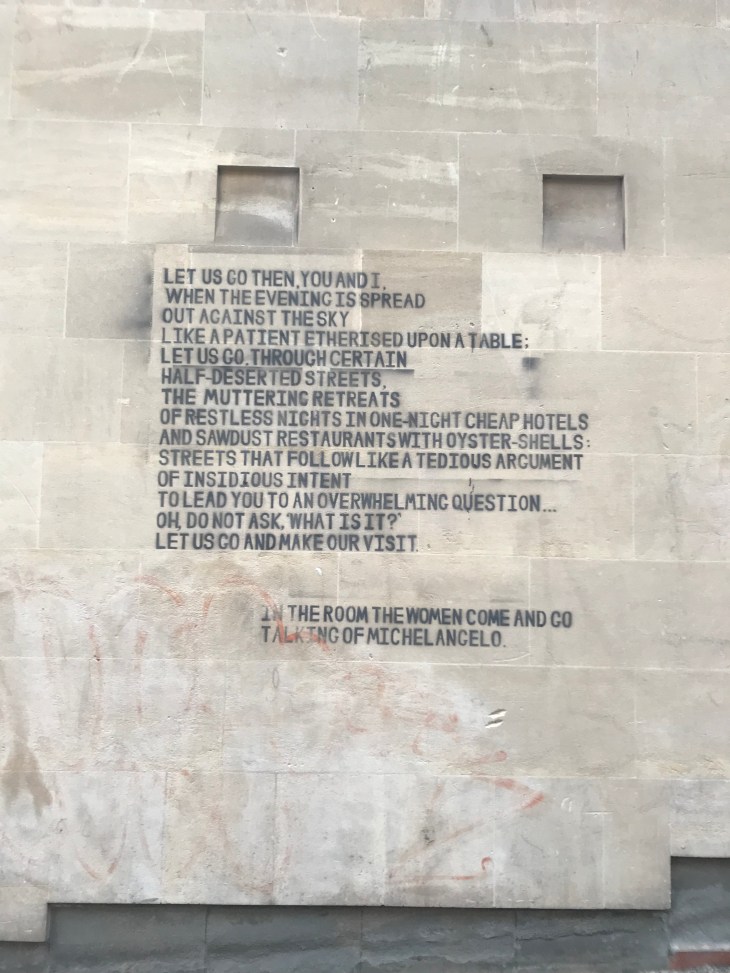 LET US GO THEN, YOU AND I,
WHEN THE EVENING IS SPREAD
OUT AGAINST THE SKY
LIKE A PATIENT ETHERISED UPON A TABLE;
LET US GO, THROUGH CERTAIN
HALF-DESERTED STREETS,
THE MUTTERING RETREATS
OF RESTLESS NIGHTS IN ONE-NIGHT CHEAP HOTELS
AND SAWDUST RESTAURANTS WITH OYSTER-SHELLS:
STREETS THAT FOLLOW LIKE A TEDIOUS ARGUMENT
OF INSIDIOUS INTENT
TO LEAD YOU TO AN OVERWHELMING QUESTION...
OH, DO NOT ASK, 'WHAT IS IT?'
LET US GO AND MAKE OUR VISIT.
IN THE ROOM THE WOMEN COME AND GO
TALKING OF MICHELANGELO.